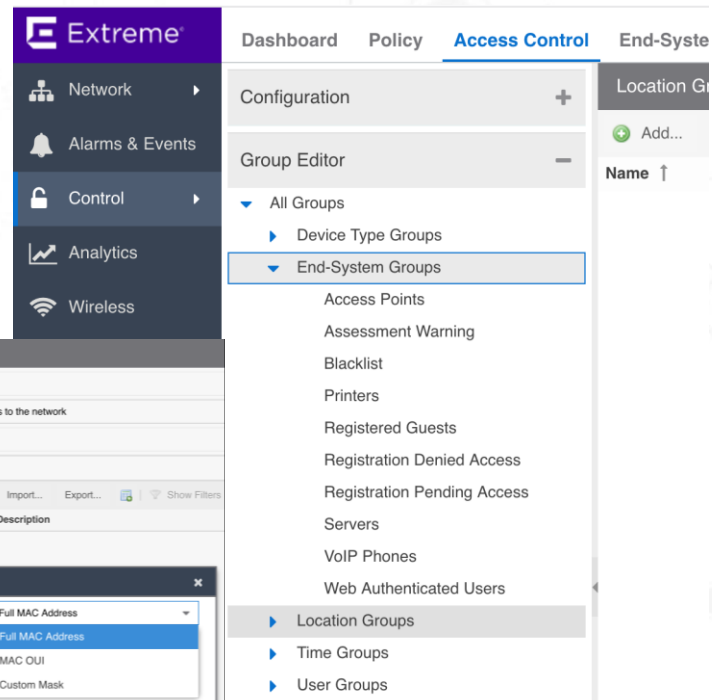 Extreme
Dashboard Policy Access Control End-Syste
Network
Alarms & Events
Control
Analytics
Wireless
Configuration
Group Editor
All Groups
Device Type Groups
End-System Groups
Access Points
Assessment Warning
Blacklist
Printers
Registered Guests
Registration Denied Access
Registration Pending Access
Servers
VoIP Phones
Web Authenticated Users
Location Groups
Time Groups
User Groups
Location Gr
Add...
Name
s to the network
Import... Export... Show Filters
Description
Full MAC Address
Full MAC Address
MAC OUI
Custom Mask